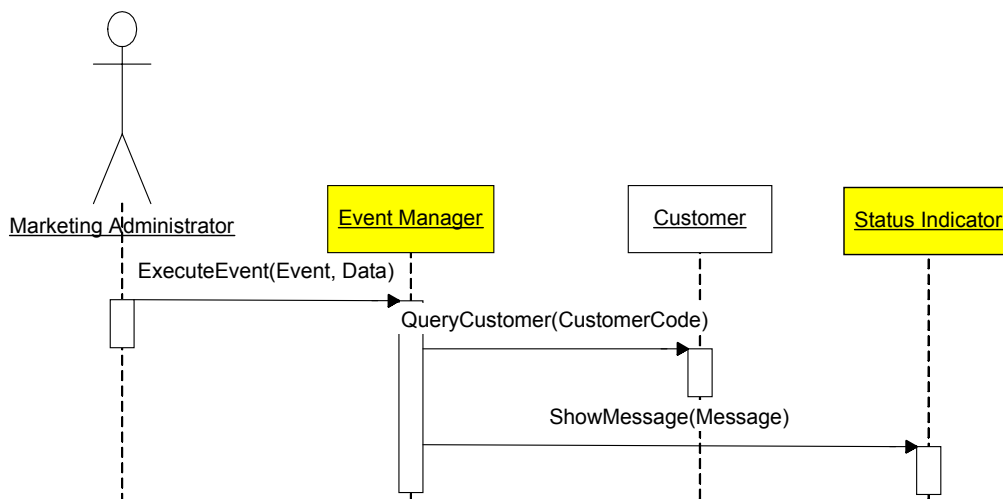 Marketing Administrator
Event Manager
Customer
Status Indicator
ExecuteEvent(Event, Data)
QueryCustomer(CustomerCode)
ShowMessage(Message)